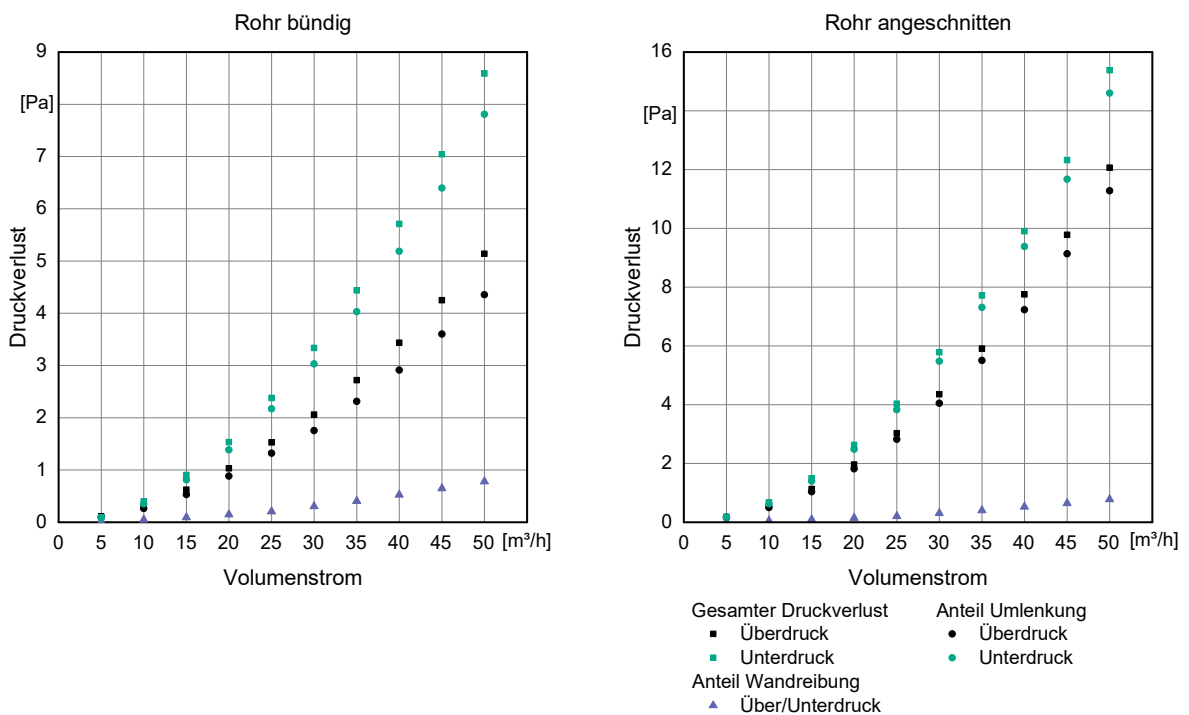 Rohr bündig
9
[Pa]
7
6
5
4
3
2
1
0
Druckverlust
0 5 10 15 20 25 30 35 40 45 50 [m³/h]
Volumenstrom
Rohr angeschnitten
16
[Pa]
12
10
8
6
4
2
0
Druckverlust
0 5 10 15 20 25 30 35 40 45 50 [m³/h]
Volumenstrom
Gesamter Druckverlust Anteil Umlenkung
Überdruck Überdruck
Unterdruck Unterdruck
Anteil Wandreibung
Über/Unterdruck